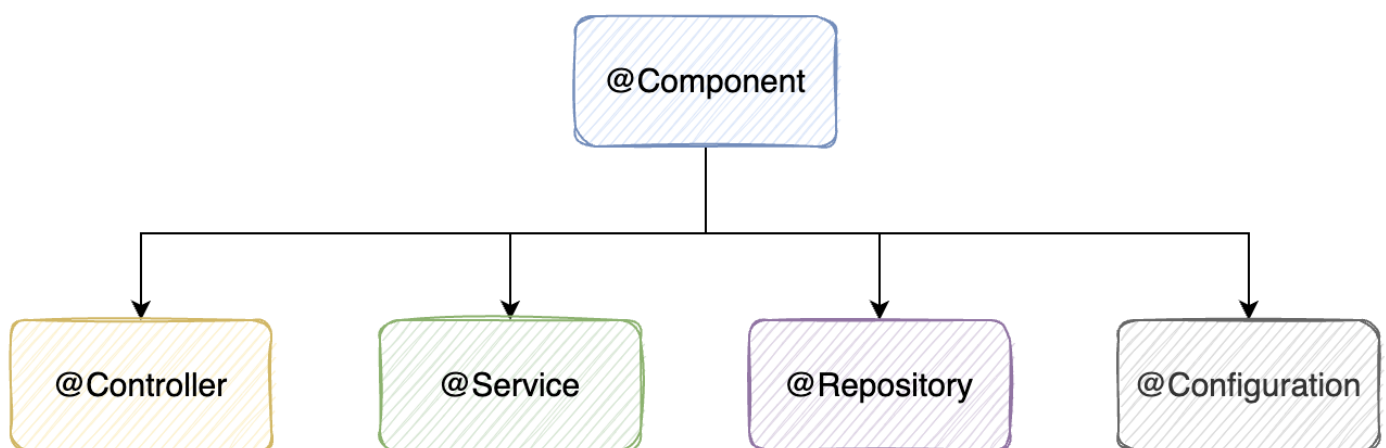 @Component
@Controller
@Service
@Repository
@Configuration